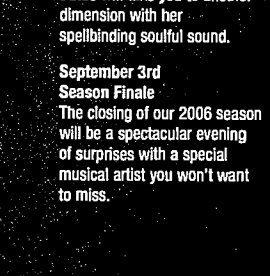 dimension with her
spellbinding soulful sound.
September 3rd
Season Finale
The closing of our 2006 season
will be a spectacular evening
of surprises with a special
musical artist you won't want
to miss.